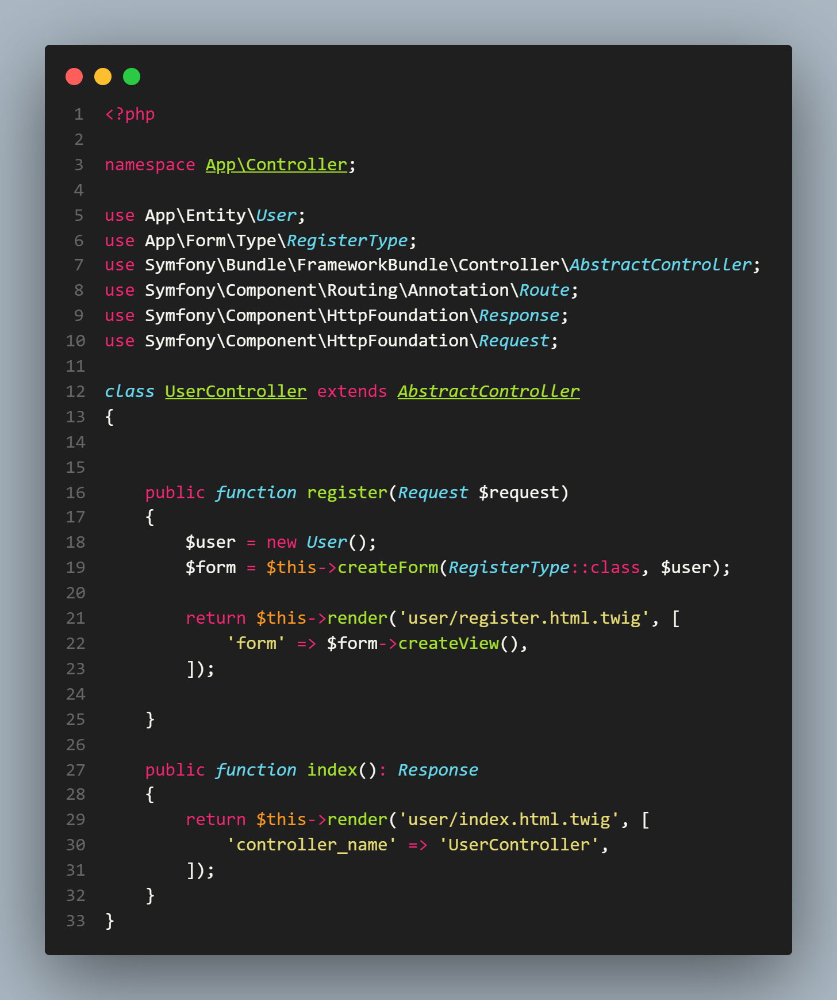 1 <?php
2
3 namespace App\Controller;
4
5 use App\Entity\User;
6 use App\Form\Type\RegisterType;
7 use Symfony\Bundle\FrameworkBundle\Controller\AbstractController;
8 use Symfony\Component\Routing\Annotation\Route;
9 use Symfony\Component\HttpFoundation\Response;
10 use Symfony\Component\HttpFoundation\Request;
11
12 class UserController extends AbstractController
13 {
14
15
16     public function register(Request $request)
17     {
18         $user = new User();
19         $form = $this->createForm(RegisterType::class, $user);
20
21         return $this->render('user/register.html.twig', [
22             'form' => $form->createView(),
23         ]);
24
25     }
26
27     public function index(): Response
28     {
29         return $this->render('user/index.html.twig', [
30             'controller_name' => 'UserController',
31         ]);
32     }
33 }